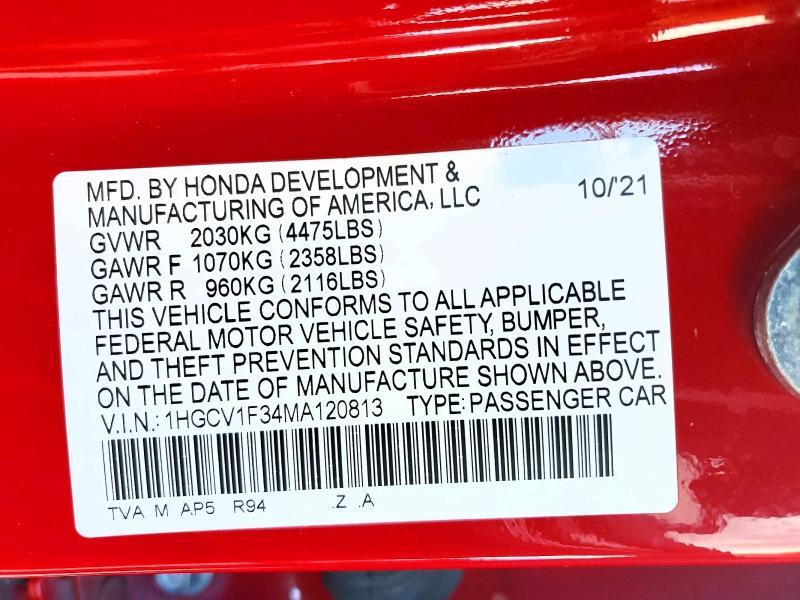 MFD. BY HONDA DEVELOPMENT &
MANUFACTURING OF AMERICA, LLC 10/'21
GVWR 2030KG (4475LBS)
GAWR F 1070KG (2358LBS)
GAWR R 960KG (2116LBS)
THIS VEHICLE CONFORMS TO ALL APPLICABLE
FEDERAL MOTOR VEHICLE SAFETY, BUMPER,
AND THEFT PREVENTION STANDARDS IN EFFECT
ON THE DATE OF MANUFACTURE SHOWN ABOVE.
V.I.N.: 1HGCV1F34MA120813 TYPE: PASSENGER CAR
TVA M AP5 R94 .Z .A